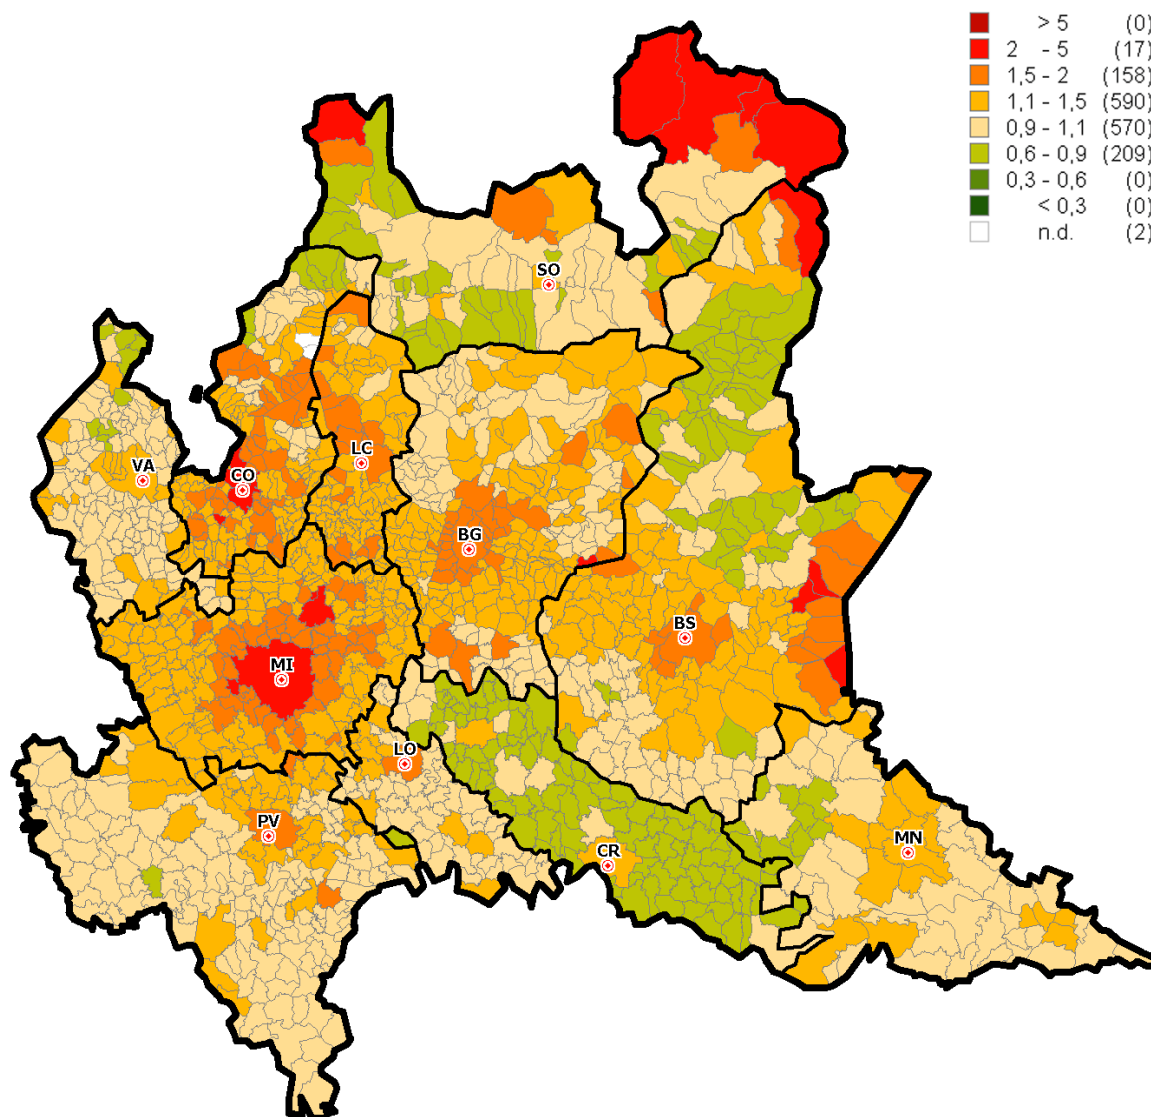 > 5 (0)
2 - 5 (17)
1,5 - 2 (158)
1,1 - 1,5 (590)
0,9 - 1,1 (570)
0,6 - 0,9 (209)
0,3 - 0,6 (0)
< 0,3 (0)
n.d. (2)
SO
VA
CO
LC
BG
BS
MI
LO
PV
CR
MN